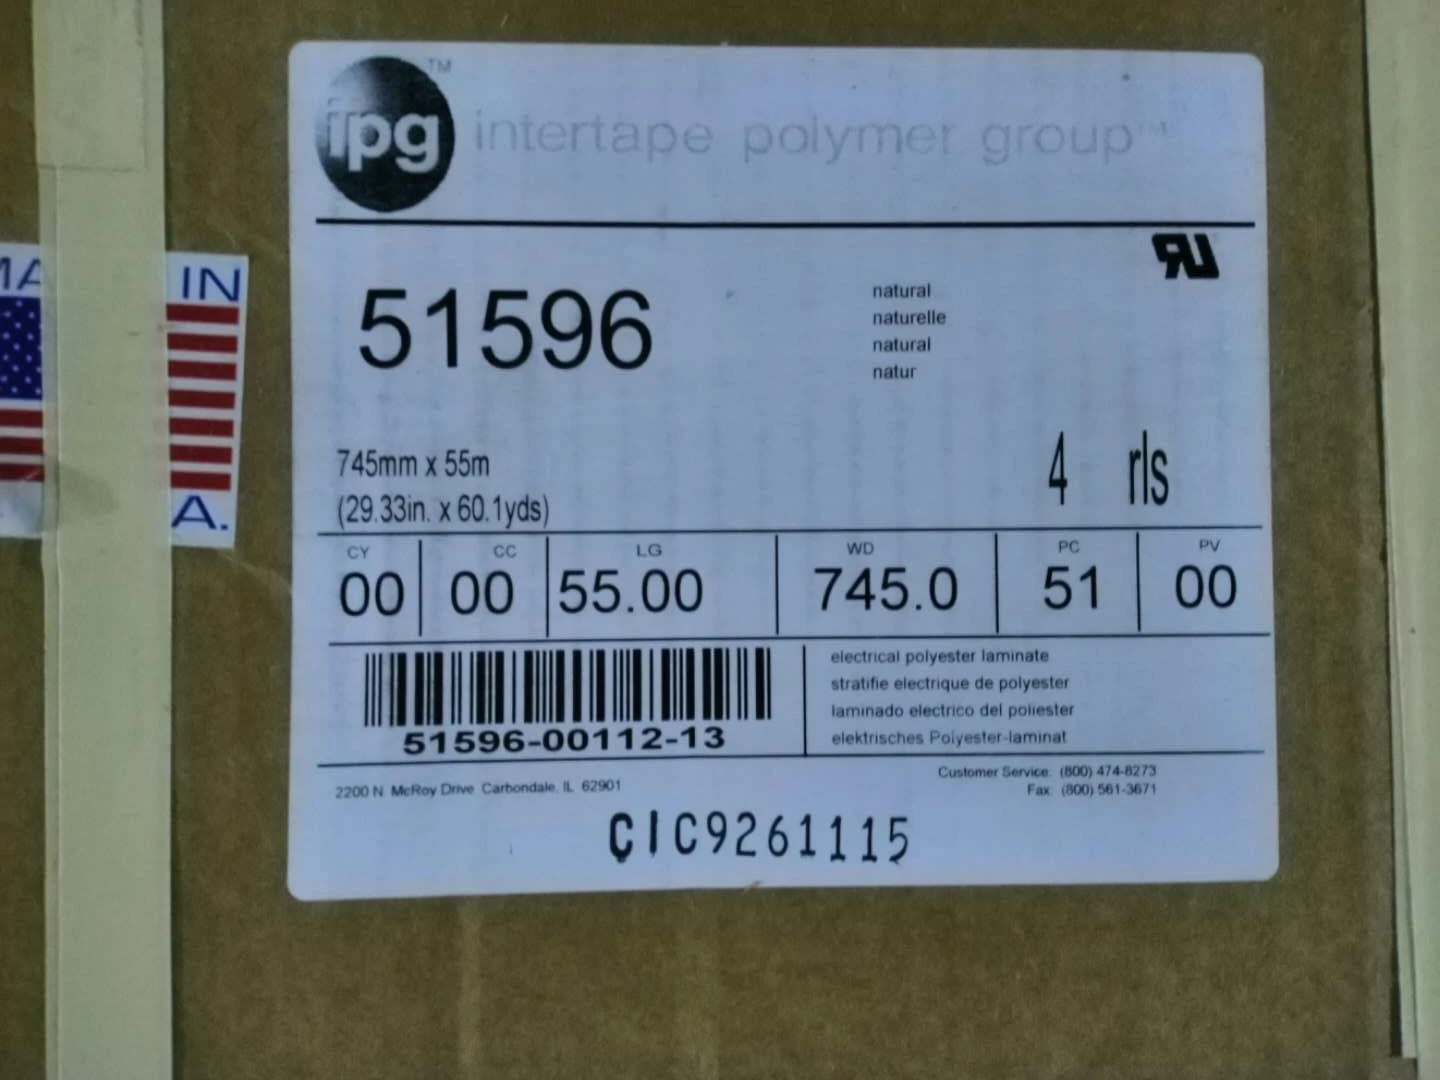 ipg TM intertape polymer group TM
51596
natural
naturelle
natural
natur
745mm x 55m
(29.33in. x 60.1yds)
4 rls
CY CC LG WD PC PV
00 00 55.00 745.0 51 00
51596-00112-13
electrical polyester laminate
stratifie electrique de polyester
laminado electrico del poliester
elektrisches Polyester-laminat
2200 N McRoy Drive Carbondale, IL 62901
Customer Service: (800) 474-8273
Fax: (800) 561-3671
CIC9261115
MA IN
A.